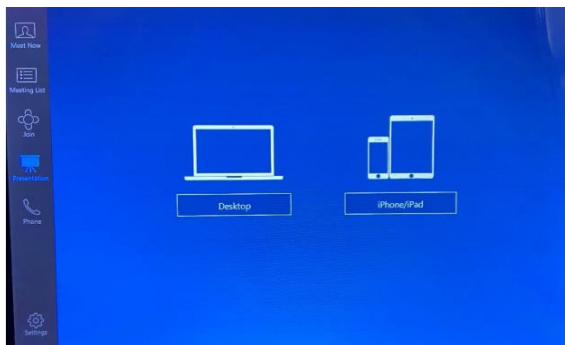 Meet Now
Meeting List
Join
Presentation
Phone
Settings
Desktop
iPhone/iPad